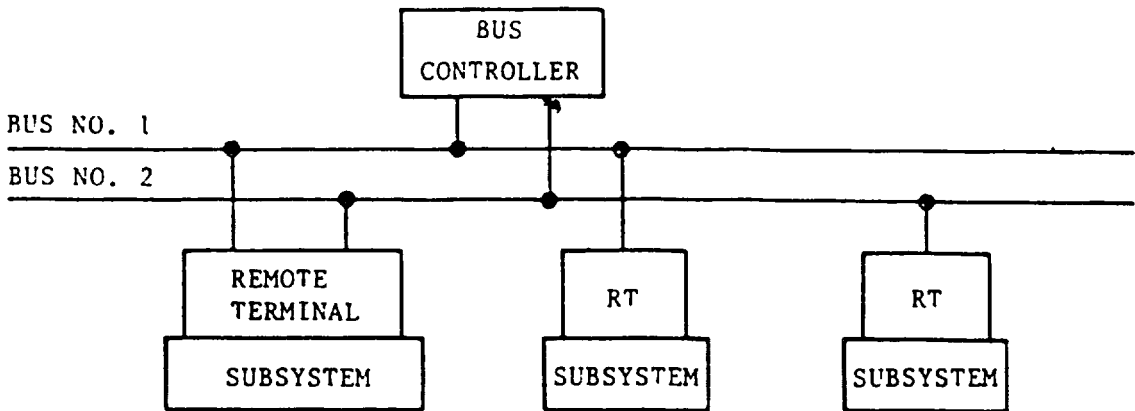 BUS
CONTROLLER
BUS NO. 1
BUS NO. 2
REMOTE
TERMINAL
RT
RT
SUBSYSTEM
SUBSYSTEM
SUBSYSTEM